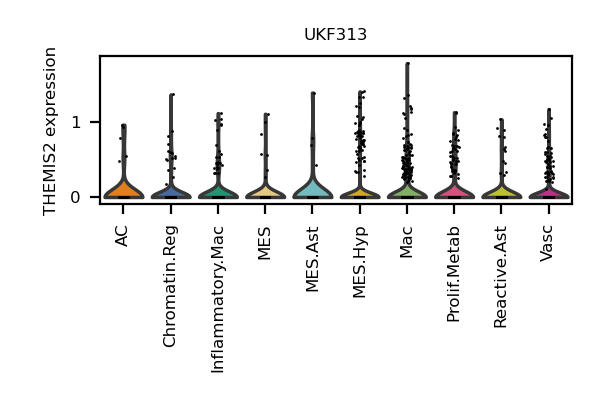 UKF313
THEMIS2 expression
1
0
AC
Chromatin.Reg
Inflammatory.Mac
MES
MES.Ast
MES.Hyp
Mac
Prolif.Metab
Reactive.Ast
Vasc